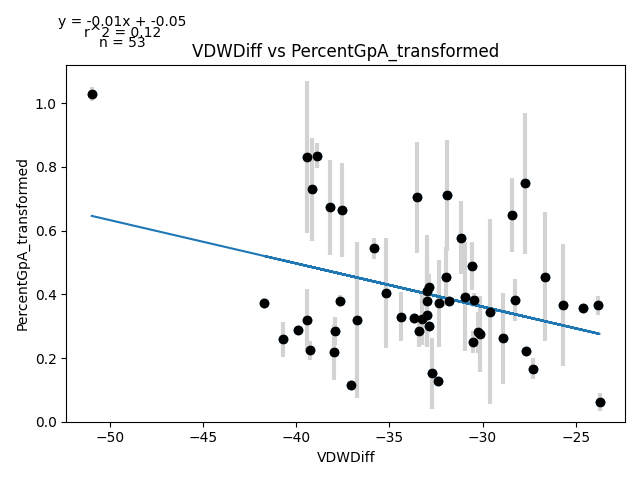 y = -0.01x + -0.05
r^2 = 0.12
n = 53
VDWDiff vs PercentGpA_transformed
PercentGpA_transformed
1.0
0.8
0.6
0.4
0.2
0.0
−50
−45
−40
−35
−30
−25
VDWDiff